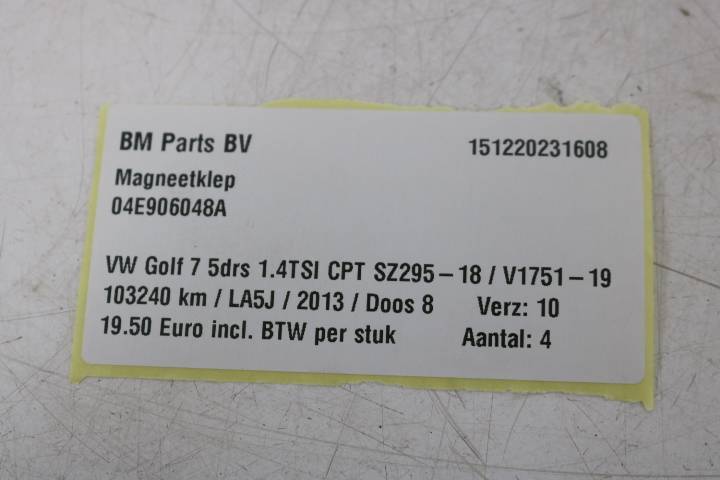 BM Parts BV 151220231608
Magneetklep
04E906048A
VW Golf 7 5drs 1.4TSI CPT SZ295-18 / V1751-19
103240 km / LA5J / 2013 / Doos 8 Verz: 10
19.50 Euro incl. BTW per stuk Aantal: 4